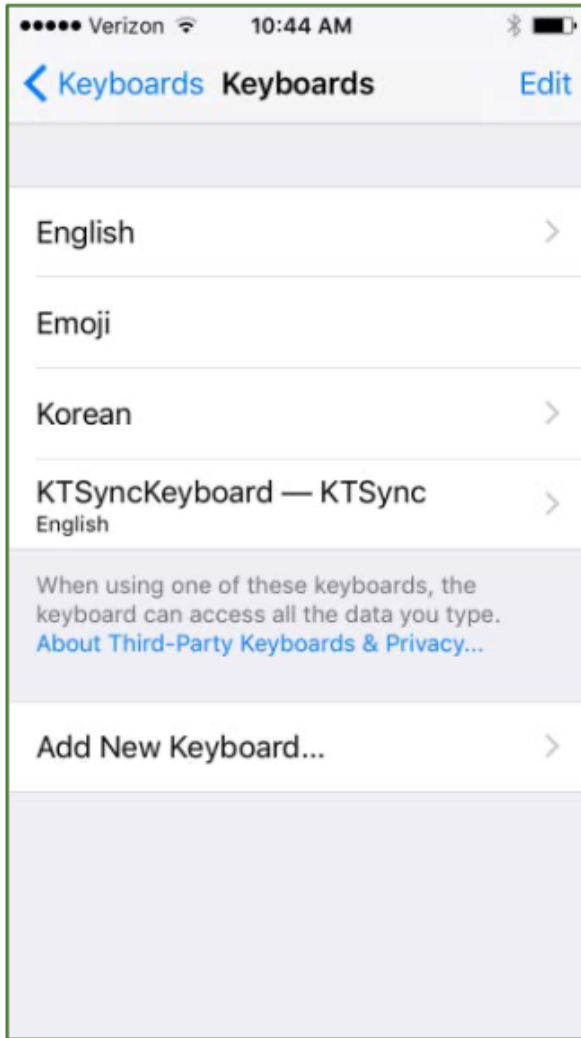 Verizon 10:44 AM
Keyboards Keyboards Edit
English
Emoji
Korean
KTSyncKeyboard — KTSync
English
When using one of these keyboards, the
keyboard can access all the data you type.
About Third-Party Keyboards & Privacy...
Add New Keyboard...